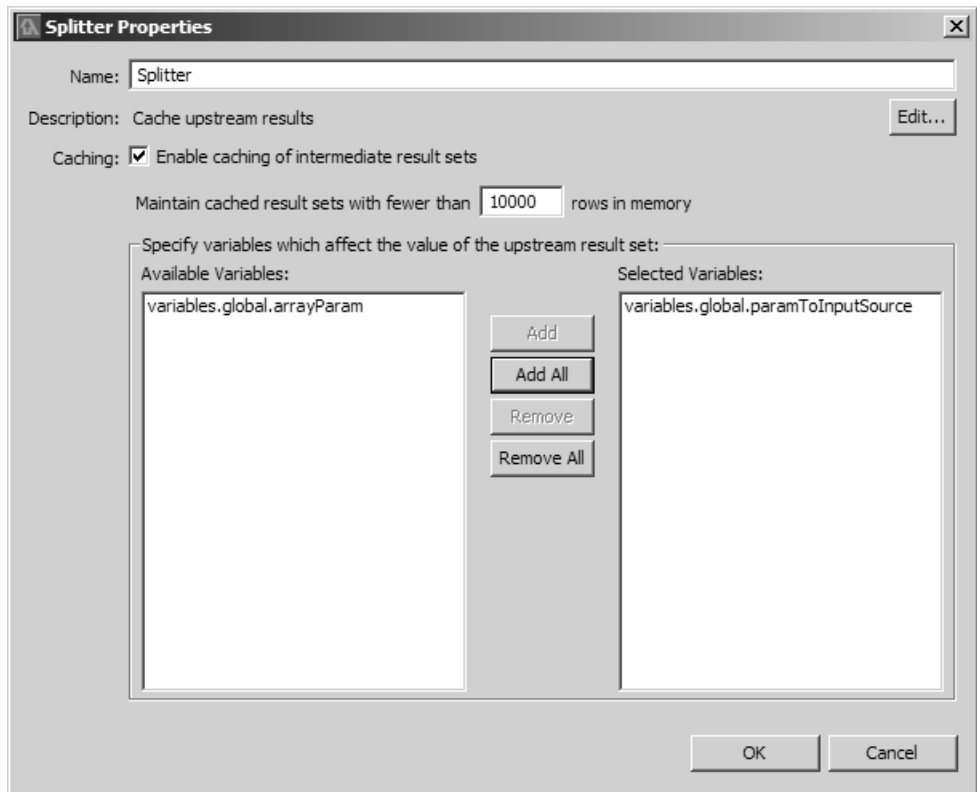 Splitter Properties
Name: Splitter
Description: Cache upstream results Edit...
Caching: Enable caching of intermediate result sets
Maintain cached result sets with fewer than 10000 rows in memory
Specify variables which affect the value of the upstream result set:
Available Variables: Selected Variables:
variables.global.arrayParam variables.global.paramToInputSource
Add
Add All
Remove
Remove All
OK Cancel